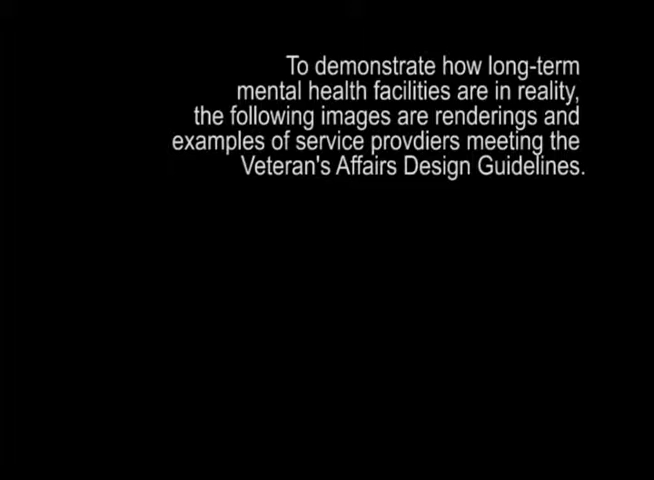 To demonstrate how long-term
mental health facilities are in reality,
the following images are renderings and
examples of service provdiers meeting the
Veteran's Affairs Design Guidelines.